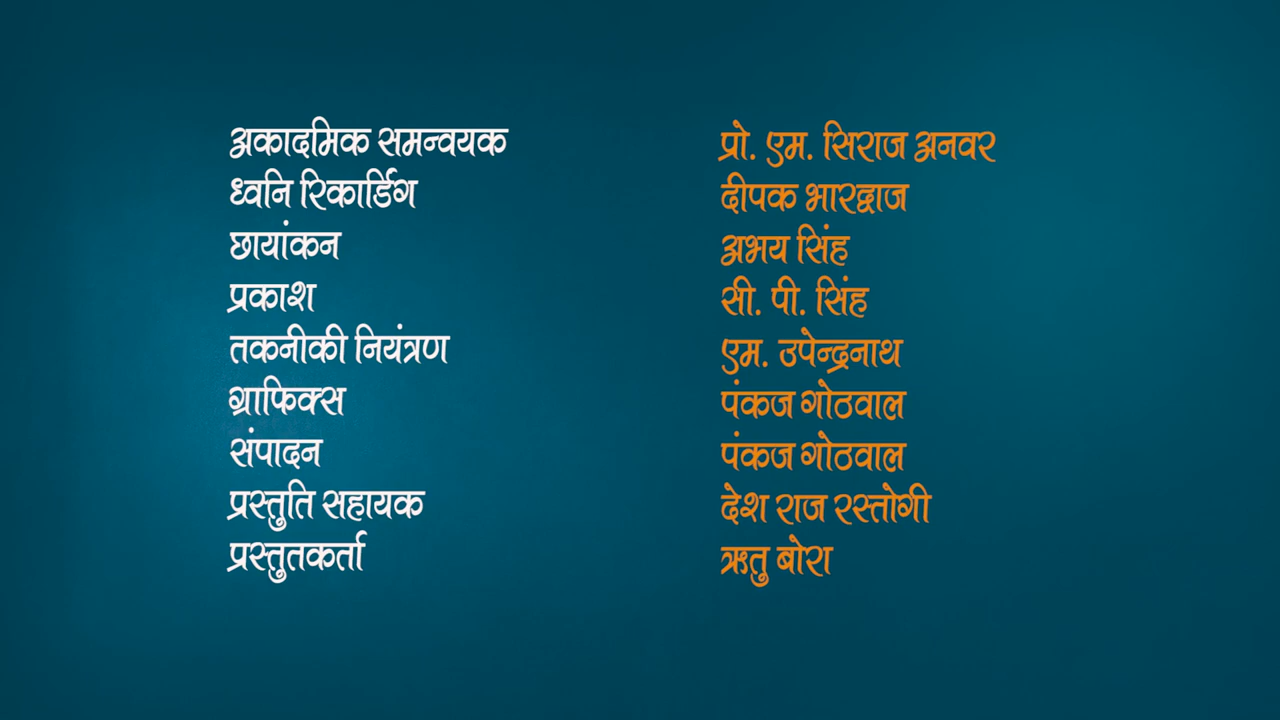 अकादमिक समन्वयक प्रो. एम. सिराज अनवर
ध्वनि रिकार्डिग दीपक भारद्वाज
छायांकन अभय सिंह
प्रकाश सी. पी. सिंह
तकनीकी नियंत्रण एम. उपेन्द्रनाथ
ग्राफिक्स पंकज गोठवाल
संपादन पंकज गोठवाल
प्रस्तुति सहायक देश राज रस्तोगी
प्रस्तुतकर्ता ऋतु बोरा